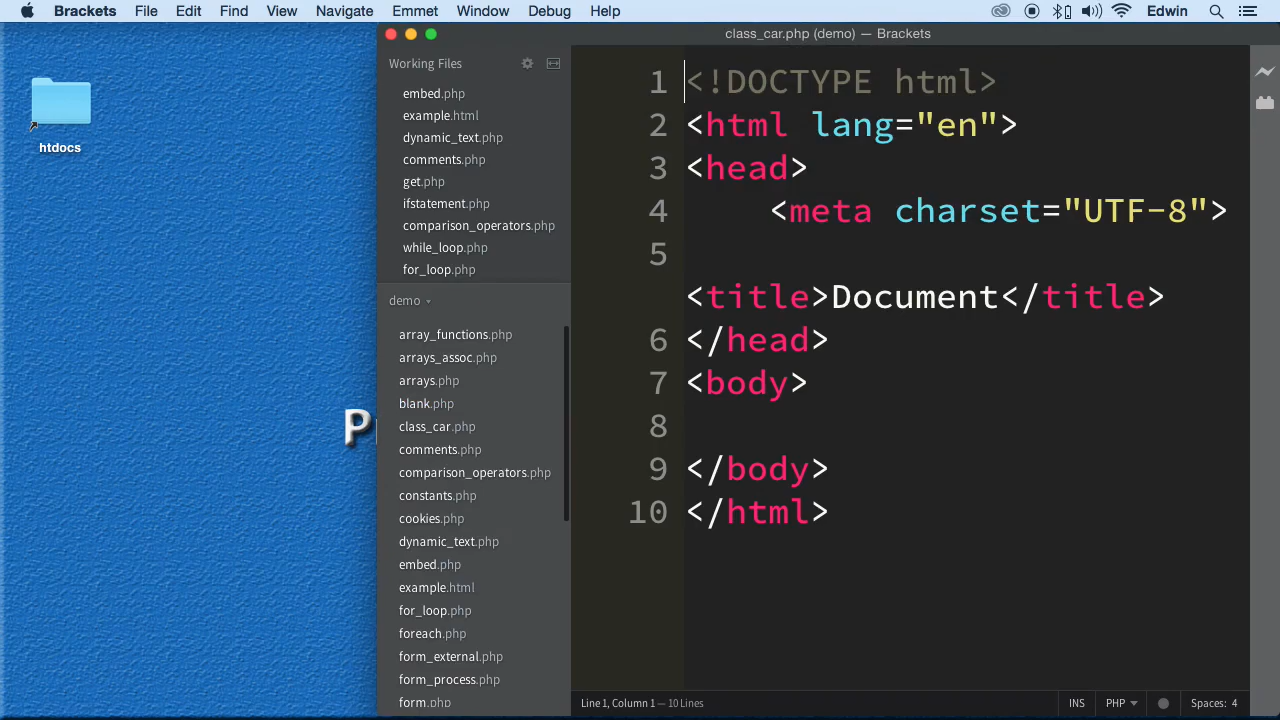 Brackets File Edit Find View Navigate Emmet Window Debug Help Edwin
class_car.php (demo) — Brackets
htdocs
Working Files
embed.php
example.html
dynamic_text.php
comments.php
get.php
ifstatement.php
comparison_operators.php
while_loop.php
for_loop.php
demo
array_functions.php
arrays_assoc.php
arrays.php
blank.php
class_car.php
comments.php
comparison_operators.php
constants.php
cookies.php
dynamic_text.php
embed.php
example.html
for_loop.php
foreach.php
form_external.php
form_process.php
form.php
1 <!DOCTYPE html>
2 <html lang="en">
3 <head>
4 <meta charset="UTF-8">
5
<title>Document</title>
6 </head>
7 <body>
8
9 </body>
10 </html>
Line 1, Column 1 — 10 Lines
INS PHP Spaces: 4